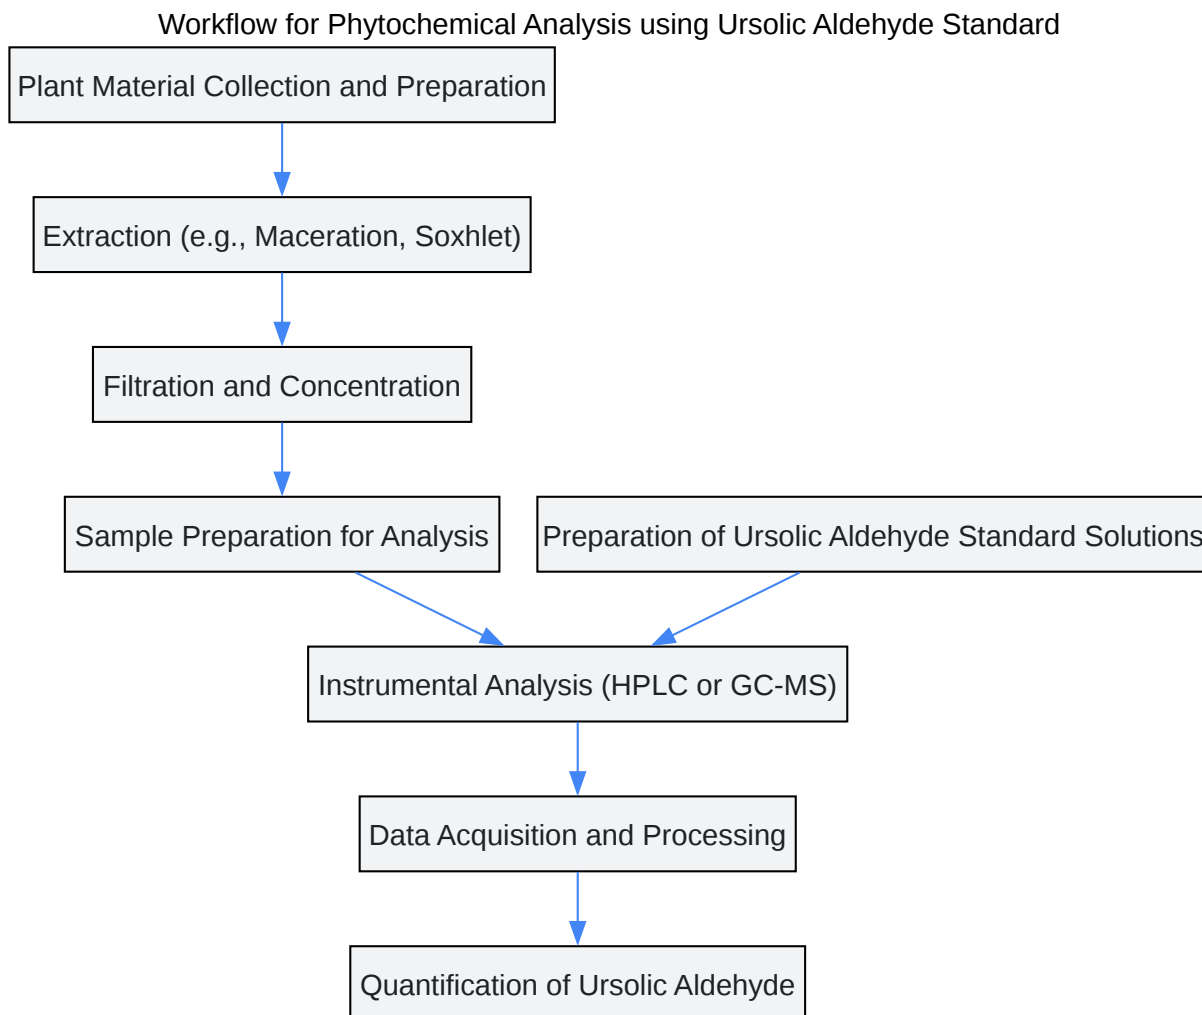 Workflow for Phytochemical Analysis using Ursolic Aldehyde Standard
Plant Material Collection and Preparation
Extraction (e.g., Maceration, Soxhlet)
Filtration and Concentration
Sample Preparation for Analysis
Preparation of Ursolic Aldehyde Standard Solutions
Instrumental Analysis (HPLC or GC-MS)
Data Acquisition and Processing
Quantification of Ursolic Aldehyde